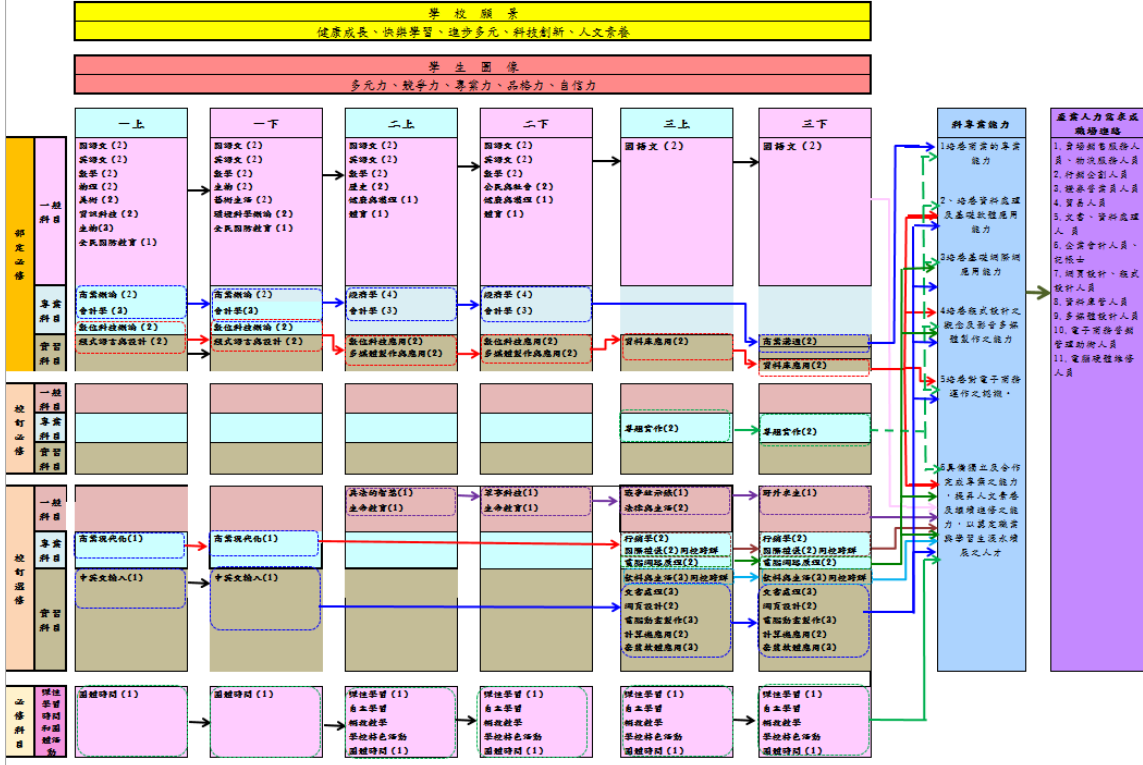 學 校 願 景
健康成長、快樂學習、進步多元、科技創新、人文素養
學 生 圖 像
多元力、競爭力、專業力、品格力、自信力
一上
一下
二上
二下
三上
三下
科專業能力
產業人力需求或
職場進路
部定必修
一般
科目
國語文 (2)
英語文 (2)
數學 (2)
物理 (2)
美術 (2)
資訊科技 (2)
生物(3)
全民國防教育 (1)
國語文 (2)
英語文 (2)
數學 (2)
生物 (2)
藝術生活 (2)
環境科學概論 (2)
全民國防教育 (1)
國語文 (2)
英語文 (2)
數學 (2)
歷史 (2)
健康與護理 (1)
體育 (1)
國語文 (2)
英語文 (2)
數學 (2)
公民與社會 (2)
健康與護理 (1)
體育 (1)
國語文 (2)
國語文 (2)
專業
科目
商業概論 (2)
會計學 (3)
商業概論 (2)
會計學(3)
經濟學 (4)
會計學 (3)
經濟學 (4)
會計學 (3)
實習
科目
數位科技概論 (2)
程式語言與設計 (2)
數位科技概論 (2)
程式語言與設計 (2)
數位科技應用(2)
多媒體製作與應用(2)
數位科技應用(2)
多媒體製作與應用(2)
資料庫應用(2)
商業溝通(2)
資料庫應用(2)
校訂必修
一般
科目
專業
科目
專題實作(2)
專題實作(2)
實習
科目
校訂選修
一般
科目
兵法的智慧(1)
生命教育(1)
軍事科技(1)
生命教育(1)
戰爭啟示錄(1)
法律與生活(2)
野外求生(1)
專業
科目
商業現代化(1)
商業現代化(1)
行銷學(2)
國際禮儀(2)同校跨群
電腦網路原理(2)
行銷學(2)
國際禮儀(2)同校跨群
電腦網路原理(2)
實習
科目
中英文輸入(1)
中英文輸入(1)
飲料與生活(3)同校跨群
文書處理(3)
網頁設計(2)
電腦動畫製作(3)
計算機應用(2)
套裝軟體應用(3)
飲料與生活(3)同校跨群
文書處理(3)
網頁設計(2)
電腦動畫製作(3)
計算機應用(2)
套裝軟體應用(3)
必修
科目
彈性
學習
時間
和團
體活
動
團體時間 (1)
團體時間 (1)
彈性學習 (1)
自主學習
補救教學
學校特色活動
團體時間 (1)
彈性學習 (1)
自主學習
補救教學
學校特色活動
團體時間 (1)
彈性學習 (1)
自主學習
補救教學
學校特色活動
團體時間 (1)
彈性學習 (1)
自主學習
補救教學
學校特色活動
團體時間 (1)
1培養商業的專業
能力
2、培養資料處理
及基礎軟體應用
能力
3培養基礎網際網
應用能力
4培養程式設計之
概念及影音多媒
體製作之能力
5培養對電子商務
運作之認識。
6具備獨立及合作
完成專業之能力
，提昇人文素養
及繼續進修之能
力，以奠定職業
與學習生涯永續
展之人才
1. 賣場銷售服務人
員、物流服務人員
2. 行銷企劃人員
3. 證券營業員人員
4. 貿易人員
5. 文書、資料處理
人員
6. 企業會計人員、
記帳士
7. 網頁設計、程式
設計人員
8. 資料庫管人員
9. 多媒體設計人員
10. 電子商務管銷
管理助術人員
11. 電腦硬體維修
人員